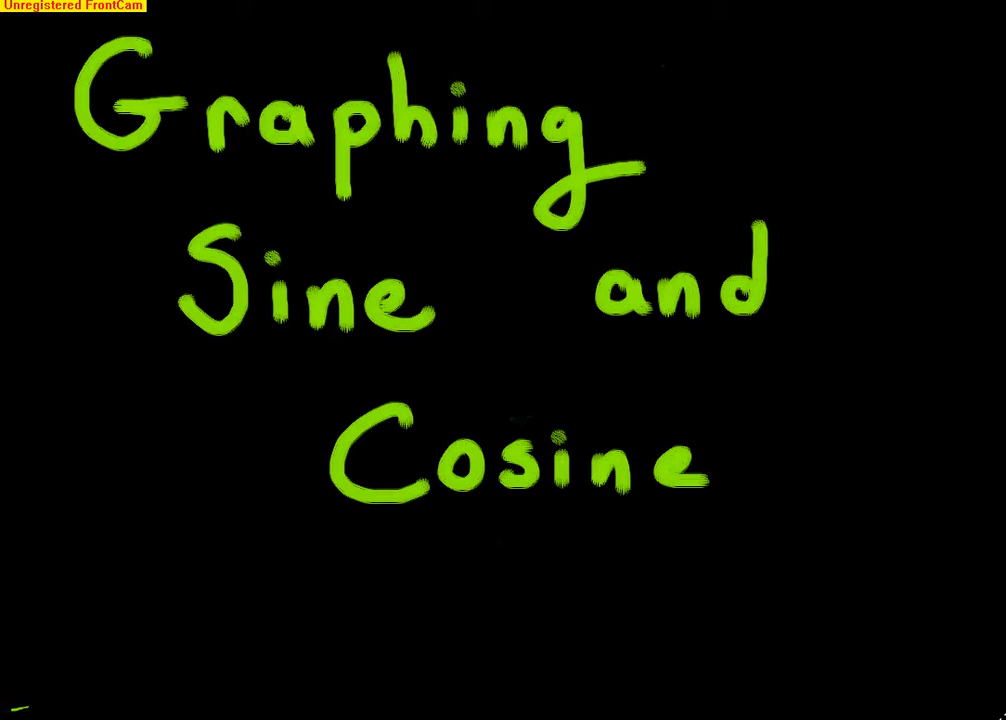 Unregistered FrontCam
Graphing
Sine and
Cosine